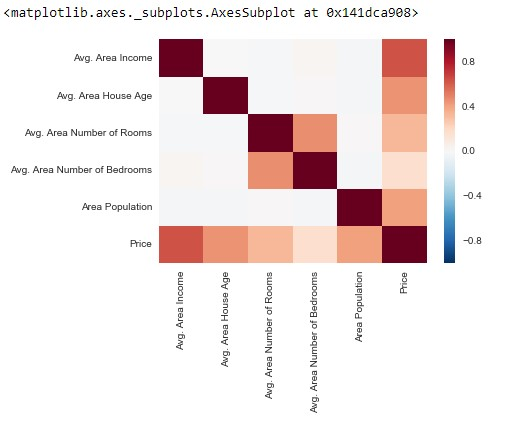 <matplotlib.axes._subplots.AxesSubplot at 0x141dca908>
Avg. Area Income
Avg. Area House Age
Avg. Area Number of Rooms
Avg. Area Number of Bedrooms
Area Population
Price
0.8
0.4
0.0
−0.4
−0.8
Avg. Area Income
Avg. Area House Age
Avg. Area Number of Rooms
Avg. Area Number of Bedrooms
Area Population
Price